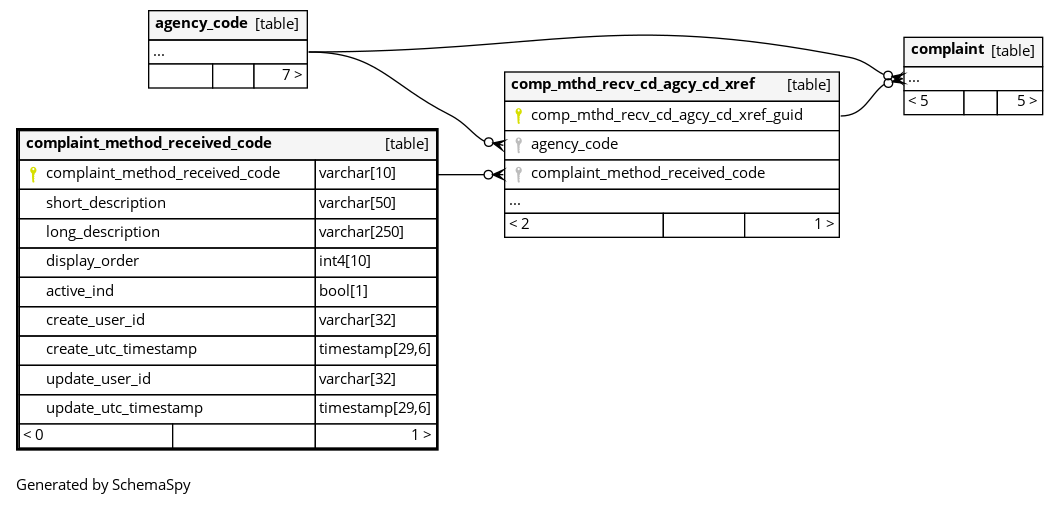 agency_code [table]
...
7 >
complaint [table]
...
< 5 5 >
comp_mthd_recv_cd_agcy_cd_xref [table]
comp_mthd_recv_cd_agcy_cd_xref_guid
agency_code
complaint_method_received_code
...
< 2 1 >
complaint_method_received_code [table]
complaint_method_received_code varchar[10]
short_description varchar[50]
long_description varchar[250]
display_order int4[10]
active_ind bool[1]
create_user_id varchar[32]
create_utc_timestamp timestamp[29,6]
update_user_id varchar[32]
update_utc_timestamp timestamp[29,6]
< 0 1 >
Generated by SchemaSpy